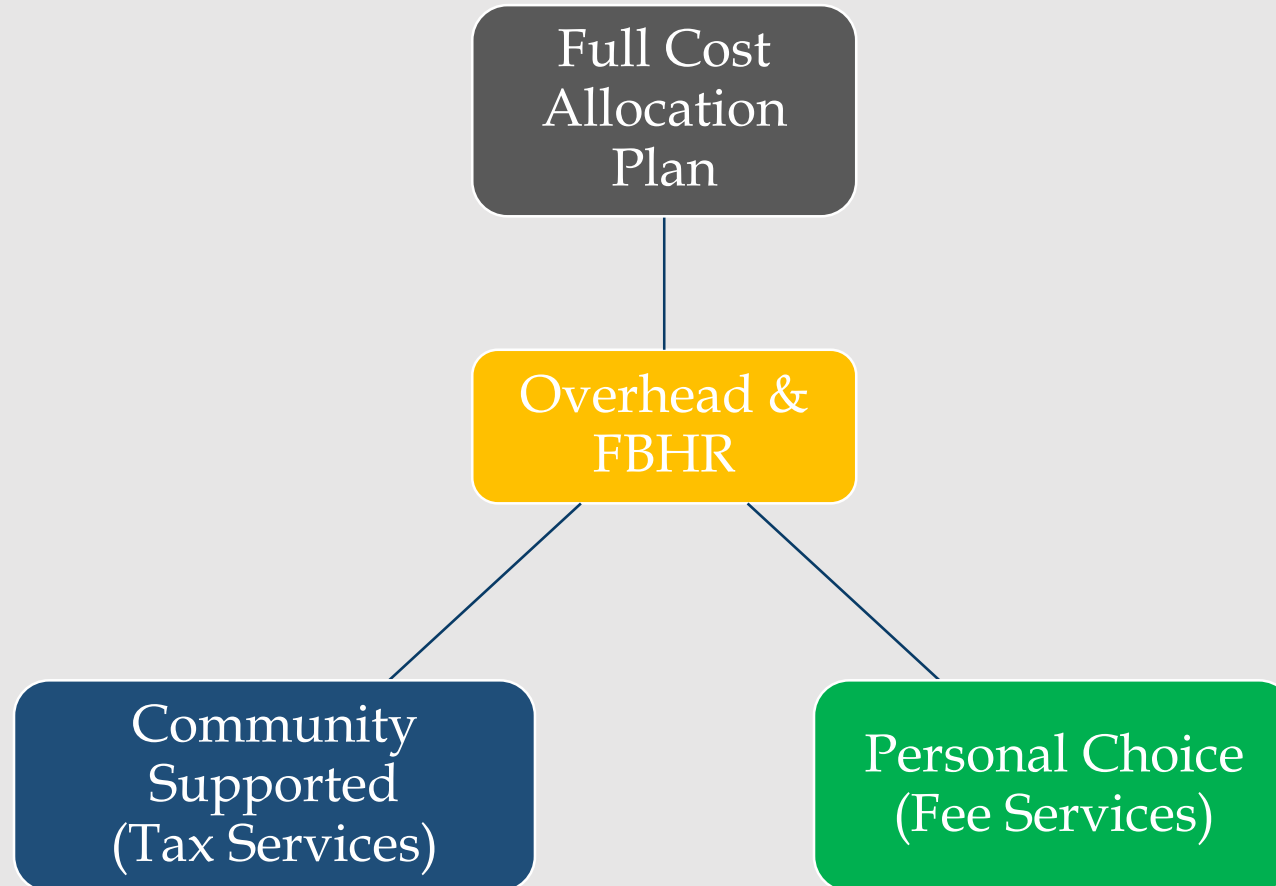 Full Cost
Allocation
Plan
Overhead &
FBHR
Community
Supported
(Tax Services)
Personal Choice
(Fee Services)